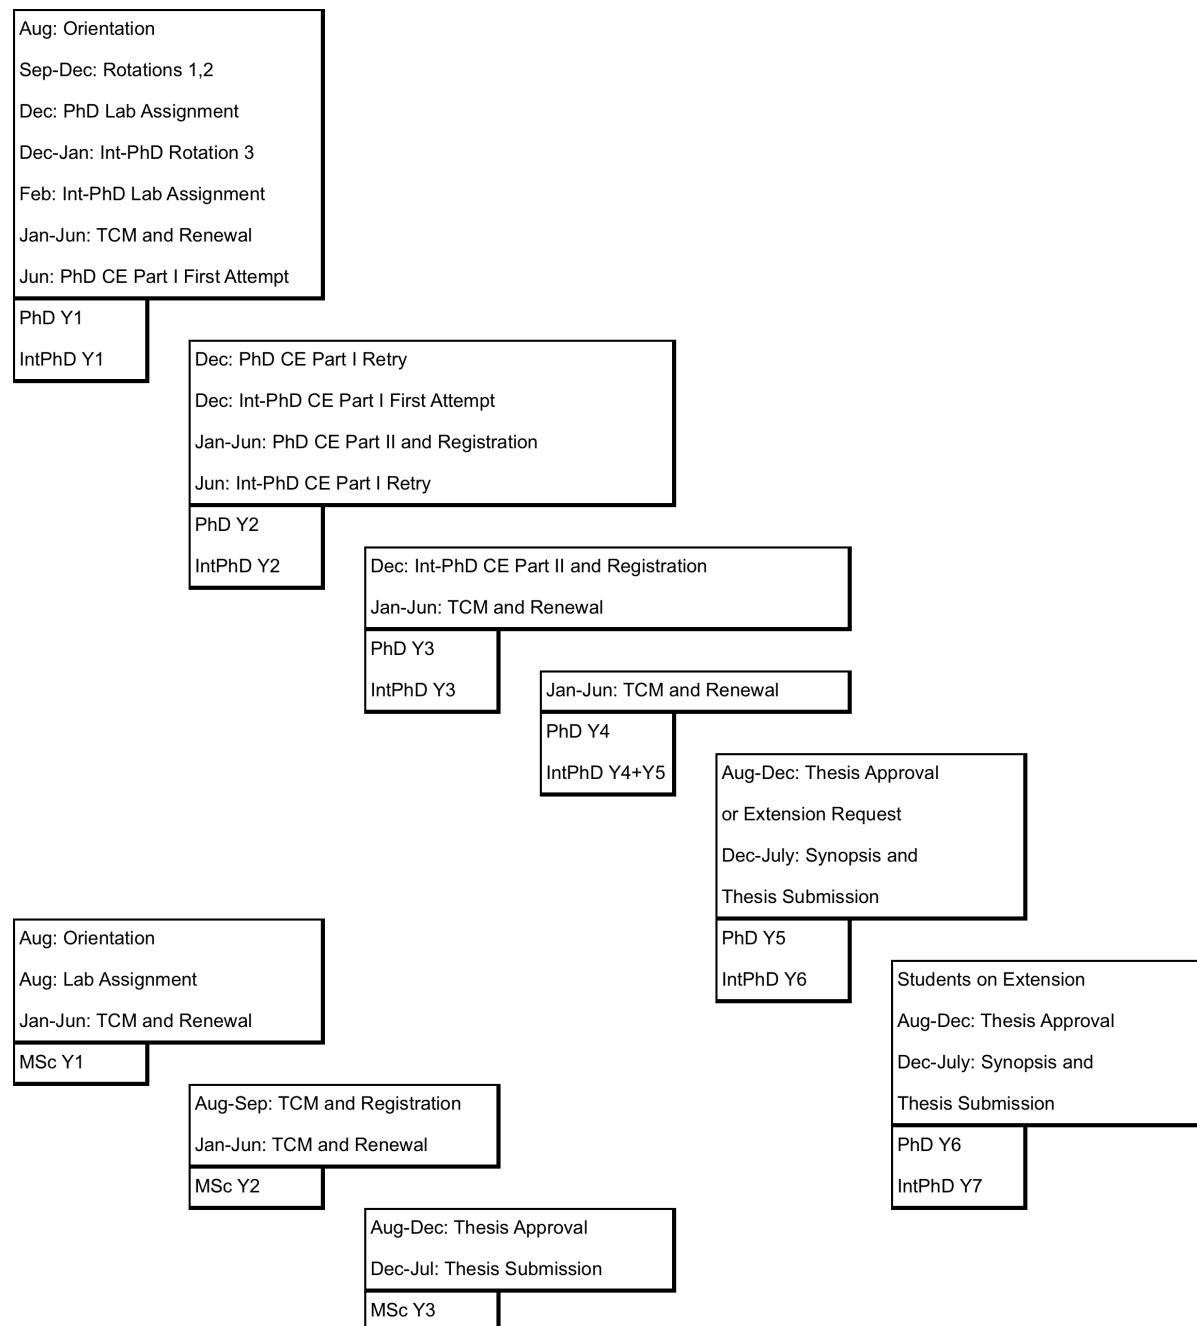 Aug: Orientation
Sep-Dec: Rotations 1,2
Dec: PhD Lab Assignment
Dec-Jan: Int-PhD Rotation 3
Feb: Int-PhD Lab Assignment
Jan-Jun: TCM and Renewal
Jun: PhD CE Part I First Attempt
PhD Y1
IntPhD Y1
Dec: PhD CE Part I Retry
Dec: Int-PhD CE Part I First Attempt
Jan-Jun: PhD CE Part II and Registration
Jun: Int-PhD CE Part I Retry
PhD Y2
IntPhD Y2
Dec: Int-PhD CE Part II and Registration
Jan-Jun: TCM and Renewal
PhD Y3
IntPhD Y3
Jan-Jun: TCM and Renewal
PhD Y4
IntPhD Y4+Y5
Aug-Dec: Thesis Approval
or Extension Request
Dec-July: Synopsis and
Thesis Submission
PhD Y5
IntPhD Y6
Students on Extension
Aug-Dec: Thesis Approval
Dec-July: Synopsis and
Thesis Submission
PhD Y6
IntPhD Y7
Aug: Orientation
Aug: Lab Assignment
Jan-Jun: TCM and Renewal
MSc Y1
Aug-Sep: TCM and Registration
Jan-Jun: TCM and Renewal
MSc Y2
Aug-Dec: Thesis Approval
Dec-Jul: Thesis Submission
MSc Y3